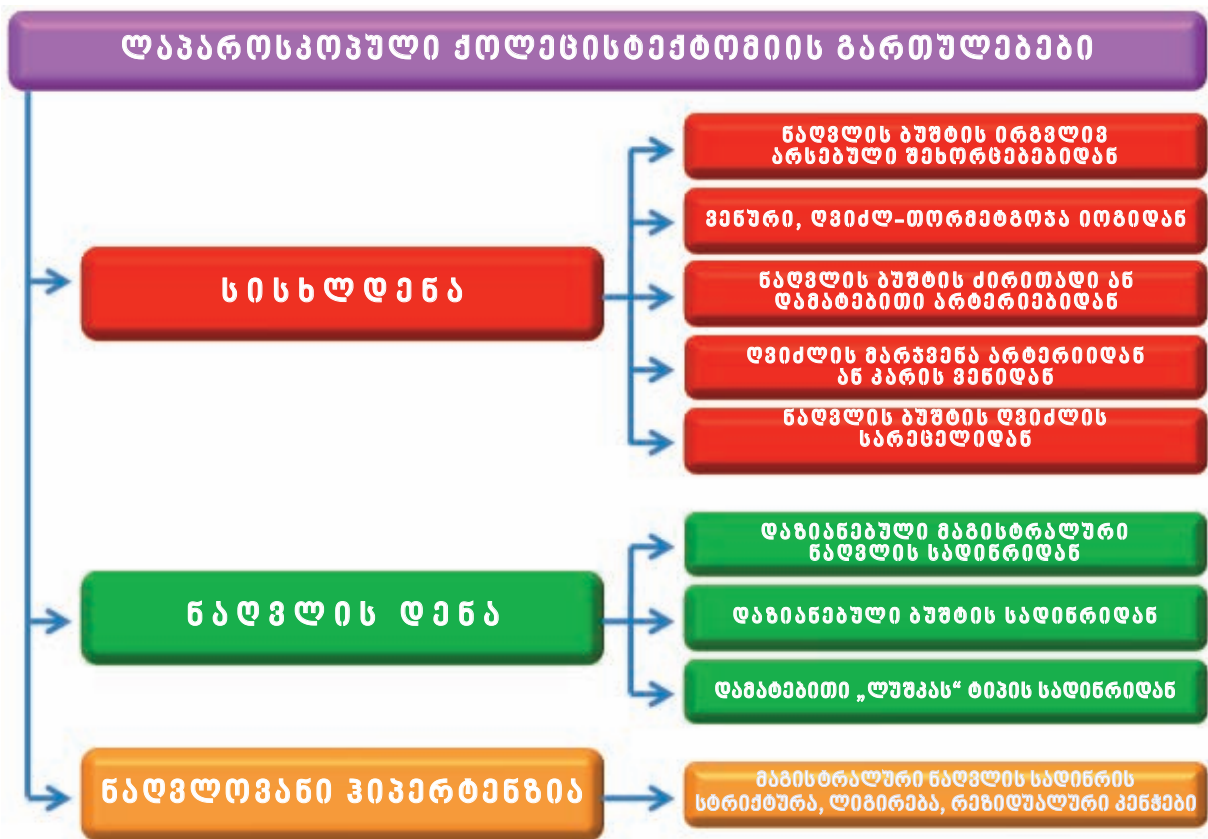 ლაპაროსკოპული ქოლეცისტექტომიის გართულებები
სისხლდენა
ნაღვლის ბუშტის ირგვლივ
არსებული შეხორცებებიდან
ვენური, ღვიძლ-თორმეტგოჯა იოგიდან
ნაღვლის ბუშტის ძირითადი ან
დამატებითი არტერიებიდან
ღვიძლის მარჯვენა არტერიიდან
ან კარის ვენიდან
ნაღვლის ბუშტის ღვიძლის
სარეცელიდან
ნაღვლის დენა
დაზიანებული მაგისტრალური
ნაღვლის სადინრიდან
დაზიანებული ბუშტის სადინრიდან
დამატებითი „ლუშკას“ ტიპის სადინრიდან
ნაღვლოვანი ჰიპერტენზია
მაგისტრალური ნაღვლის სადინრის
სტრიქტურა, ლიგირება, რეზიდუალური კენჭები